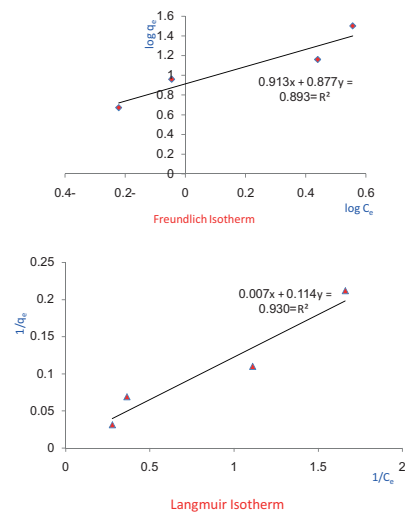 1.6
1.4
1.2
1
0.8
0.6
0.4
0.2
0
log qe
0.913x + 0.877y =
0.893= R²
0.4- 0.2- 0 0.2 0.4 0.6
log Ce
Freundlich Isotherm
0.25
0.2
0.15
0.1
0.05
0
1/qe
0.007x + 0.114y =
0.930=R²
0 0.5 1 1.5 2
1/Ce
Langmuir Isotherm